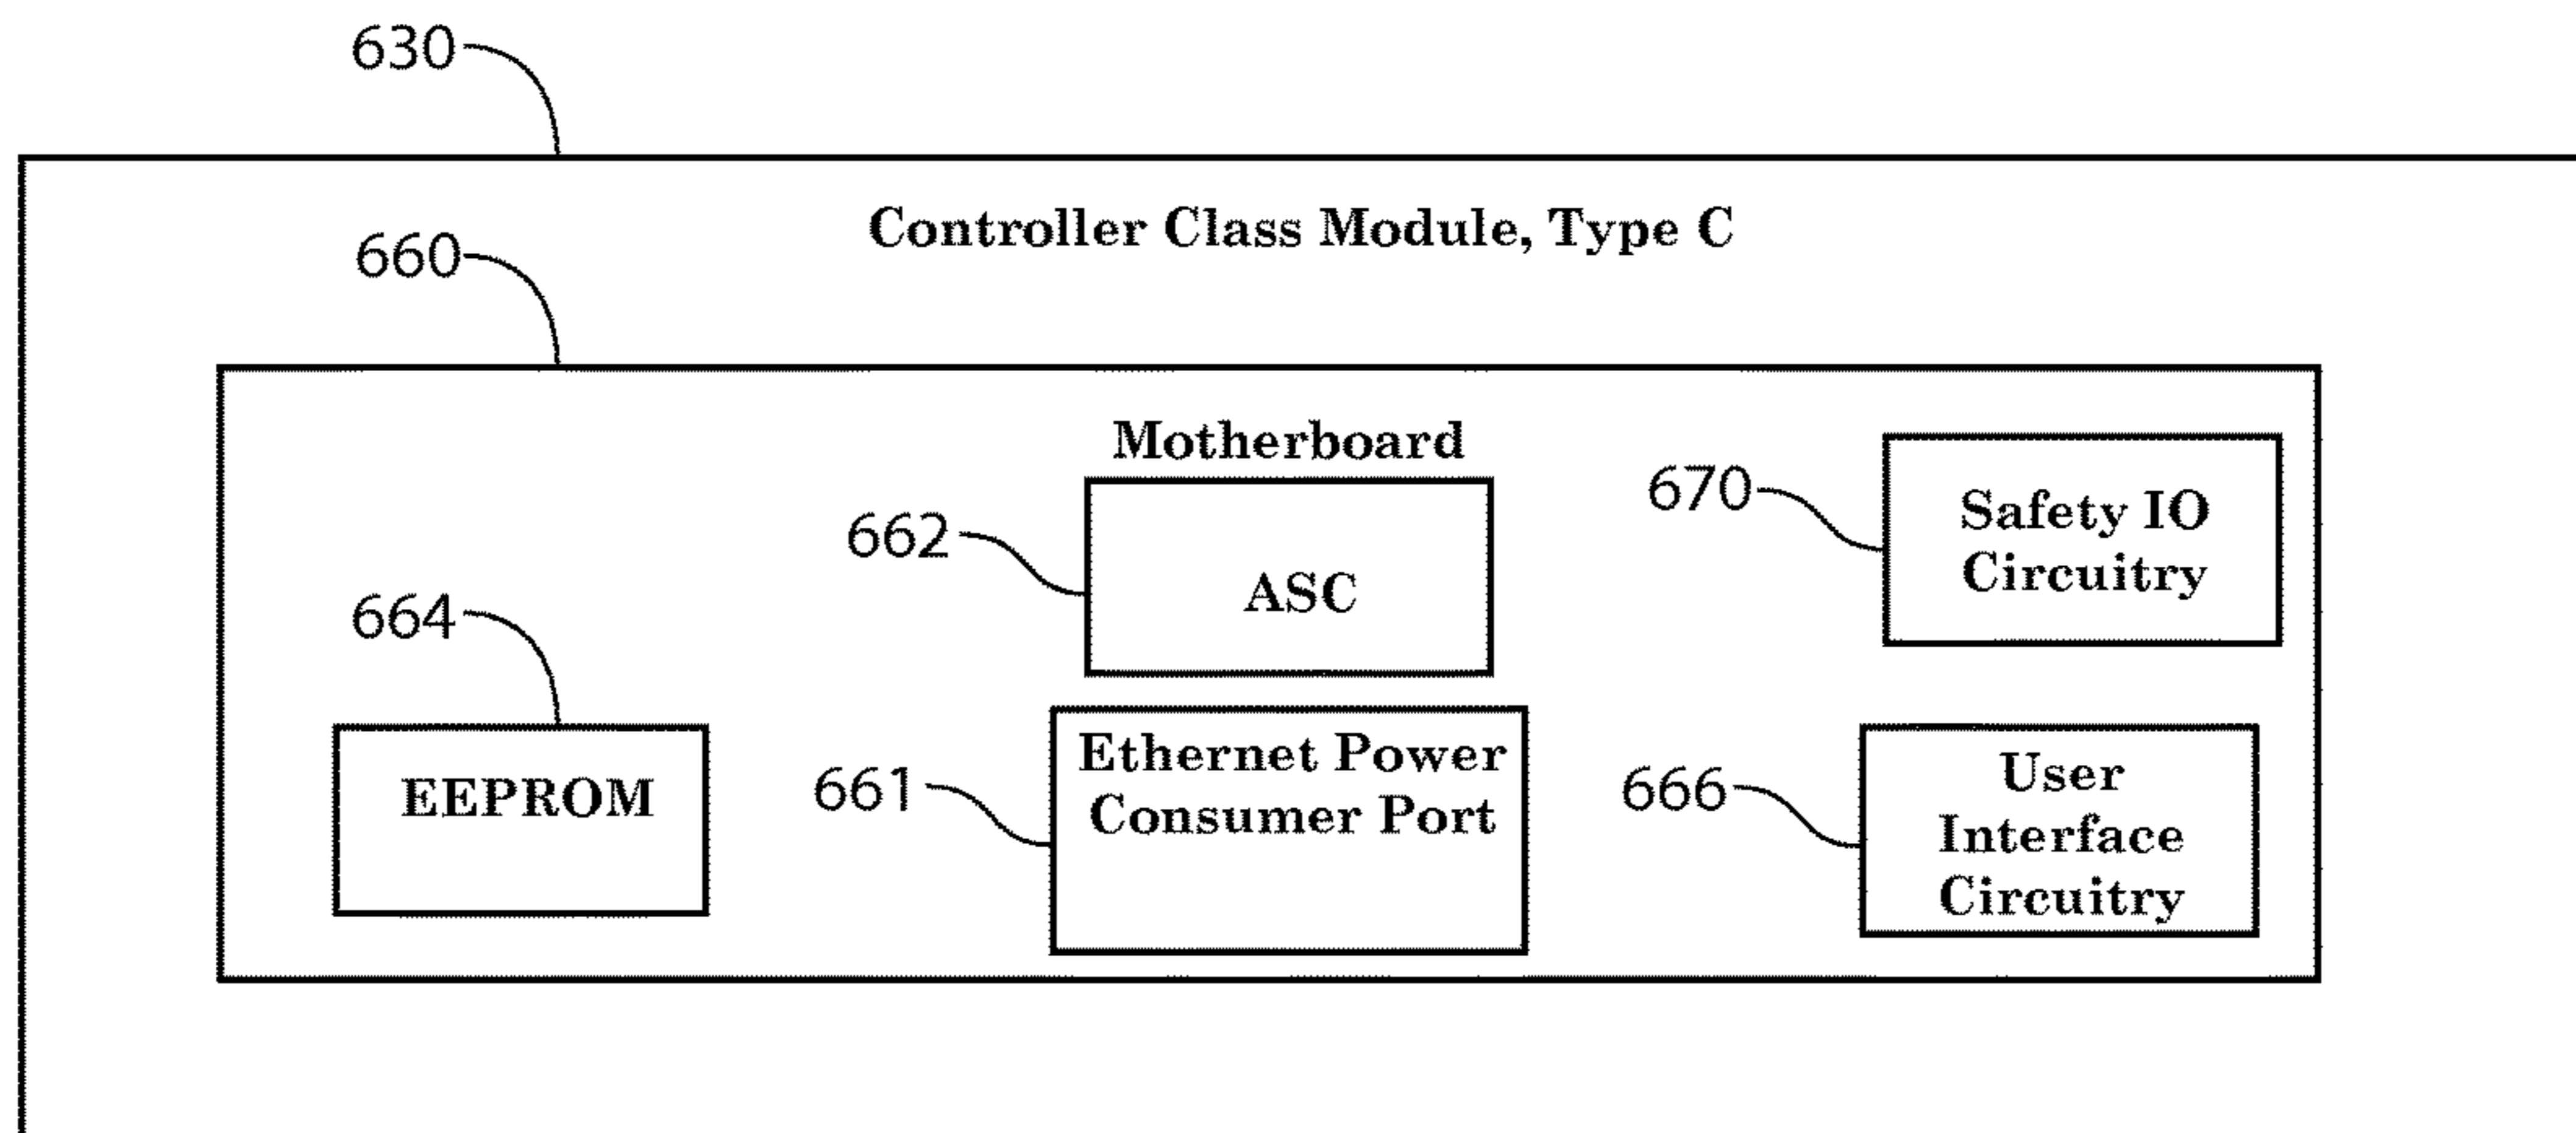 630
Controller Class Module, Type C
660
Motherboard
670
Safety IO
Circuitry
662
ASC
664
EEPROM
661
Ethernet Power
Consumer Port
666
User
Interface
Circuitry